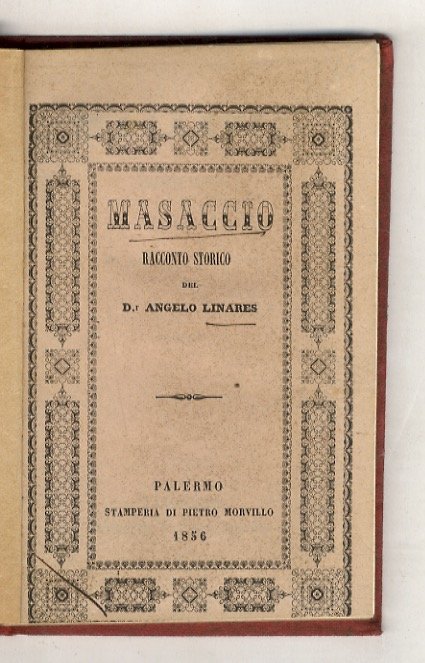 MASACCIO
RACCONTO STORICO
DEL
D.r ANGELO LINARES
PALERMO
STAMPERIA DI PIETRO MORVILLO
1856